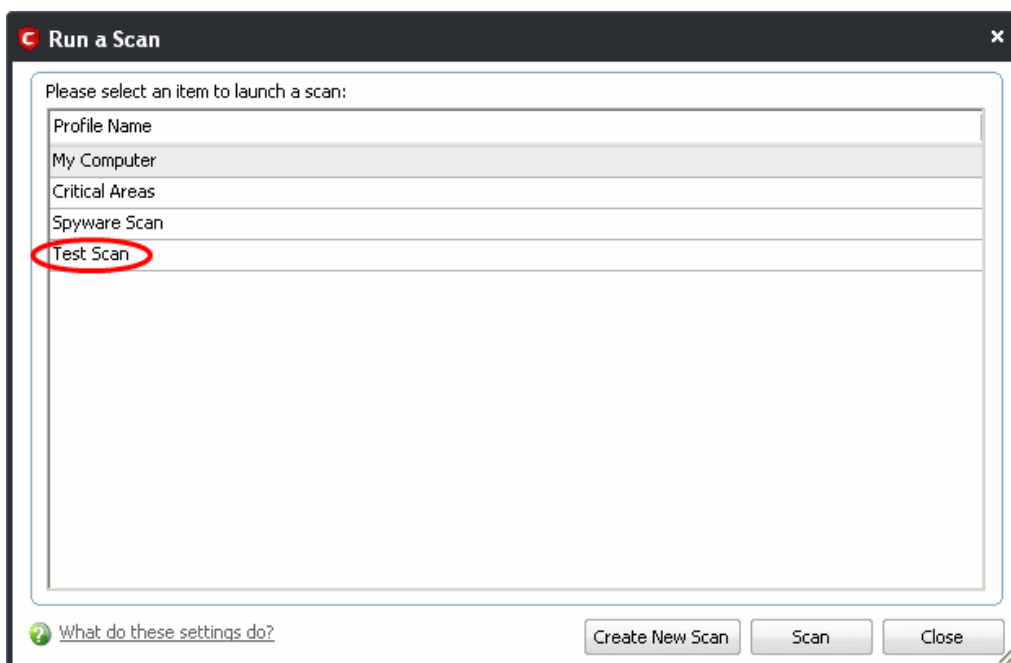 Run a Scan
Please select an item to launch a scan:
Profile Name
My Computer
Critical Areas
Spyware Scan
Test Scan
What do these settings do?
Create New Scan
Scan
Close